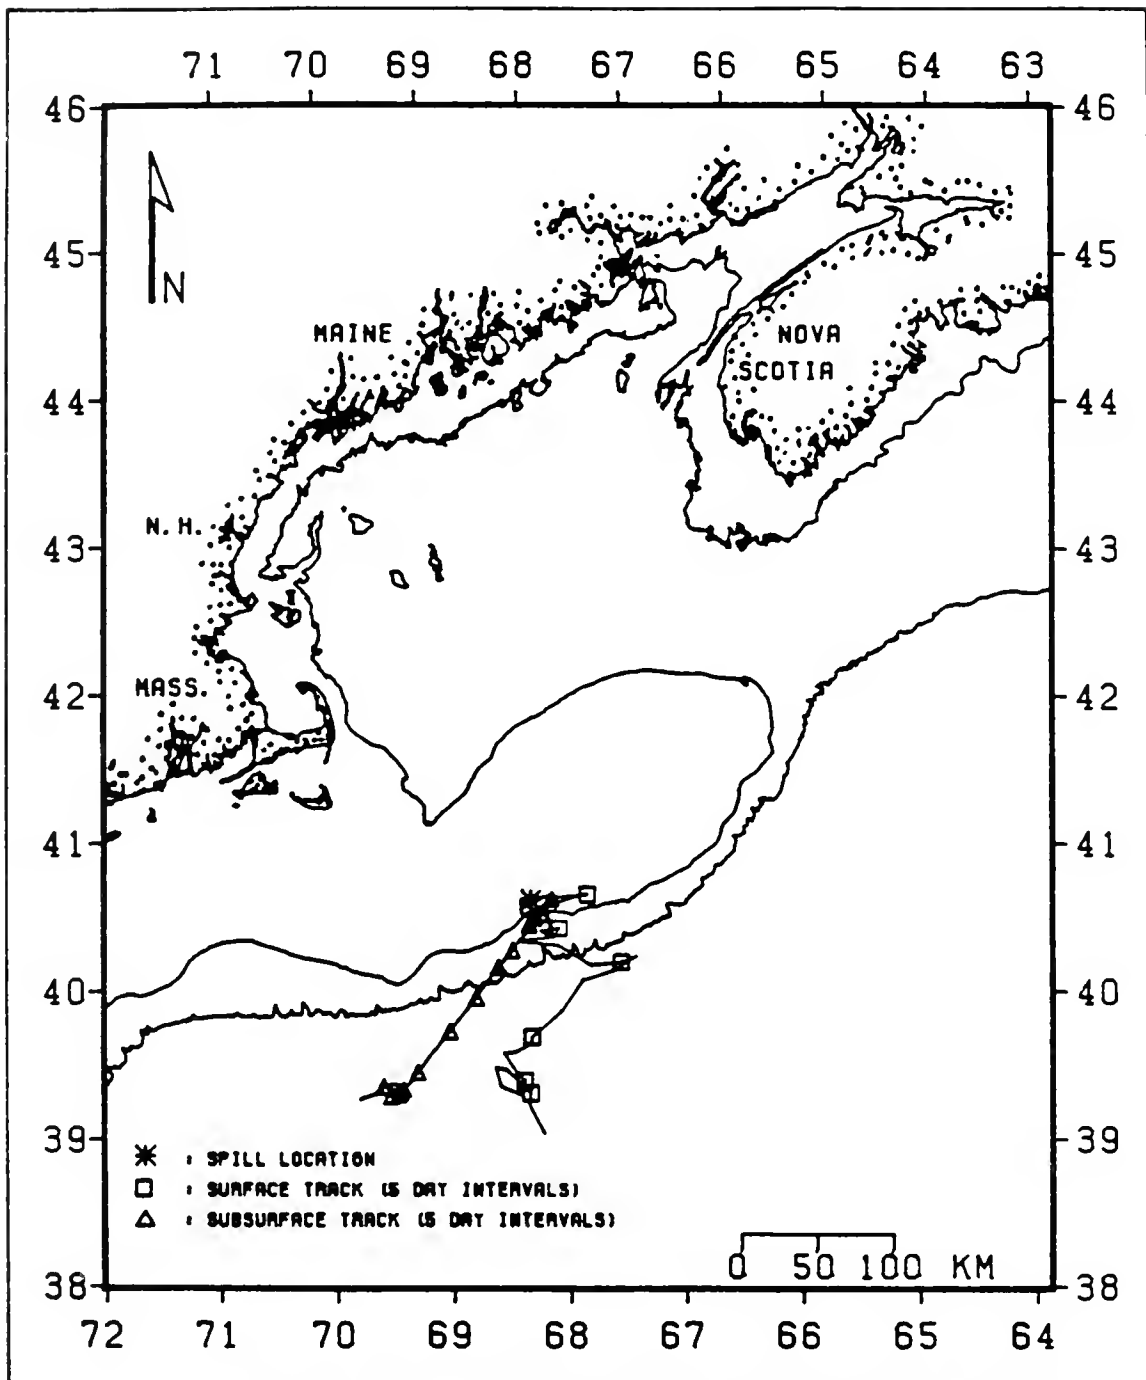 71 70 69 68 67 66 65 64 63
46 46
45 45
N
MAINE
NOVA
SCOTIA
44 44
N.H.
43 43
MASS.
42 42
41 41
40 40
39 39
: SPILL LOCATION
: SURFACE TRACK (5 DAY INTERVALS)
: SUBSURFACE TRACK (5 DAY INTERVALS)
0 50 100 KM
38 38
72 71 70 69 68 67 66 65 64